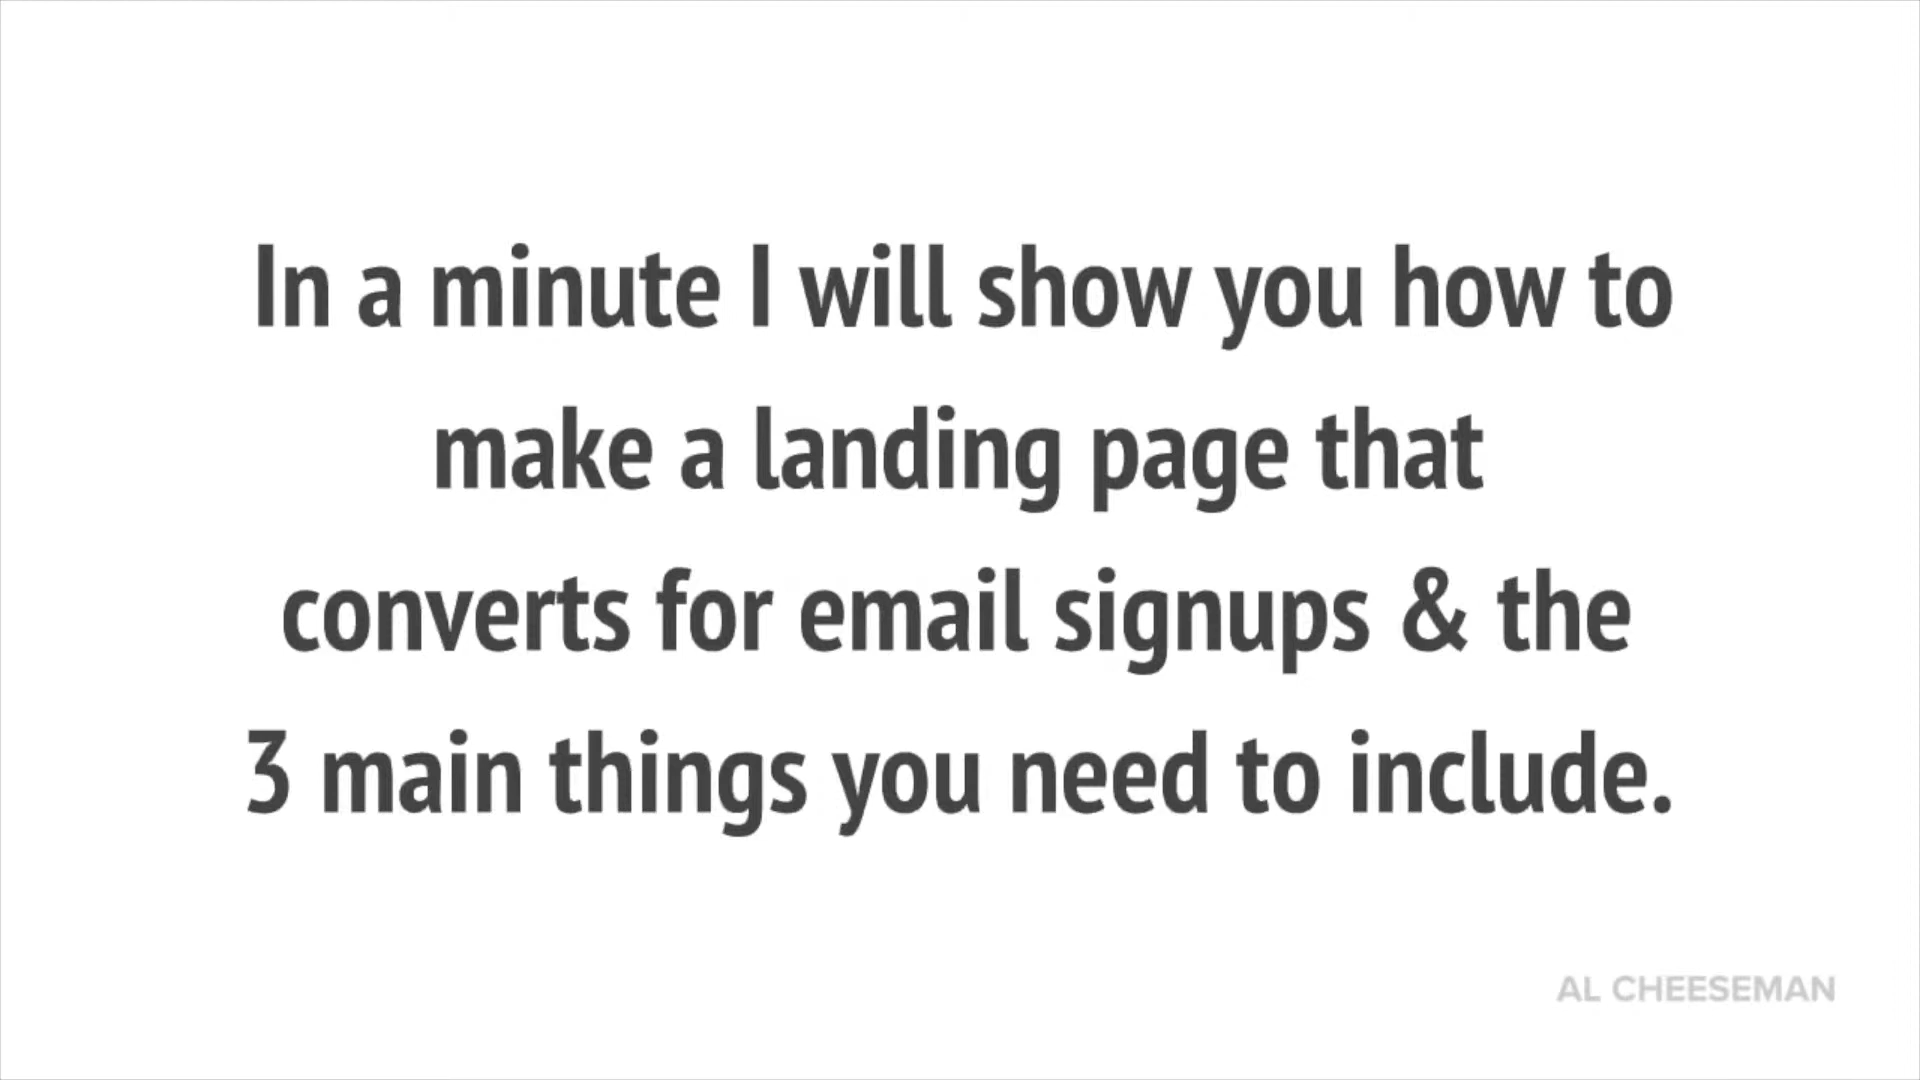 In a minute I will show you how to
make a landing page that
converts for email signups & the
3 main things you need to include.
AL CHEESEMAN